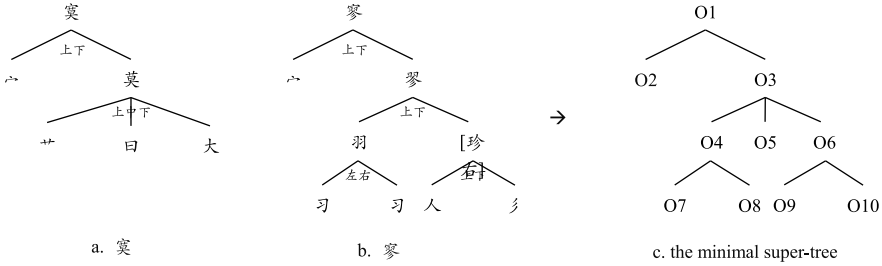 寞 寥 O1
上下 上下
宀 莫 宀 翏 O2 O3
上中下 上下 →
艹 曰 大 羽 [珍右] O4 O5 O6
左右
习 习 人 彡 O7 O8 O9 O10
a. 寞 b. 寥 c. the minimal super-tree